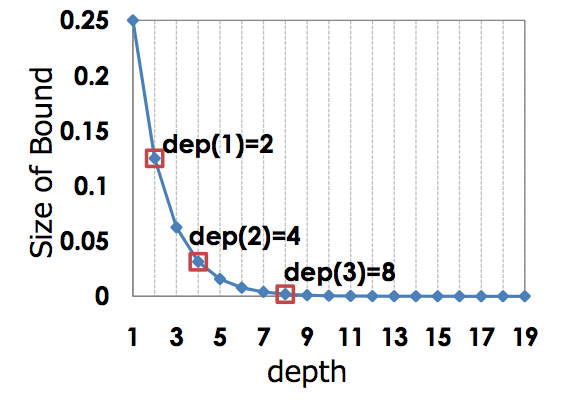 0.25
0.2
0.15
0.1
0.05
0
Size of Bound
dep(1)=2
dep(2)=4
dep(3)=8
1 3 5 7 9 11 13 15 17 19
depth